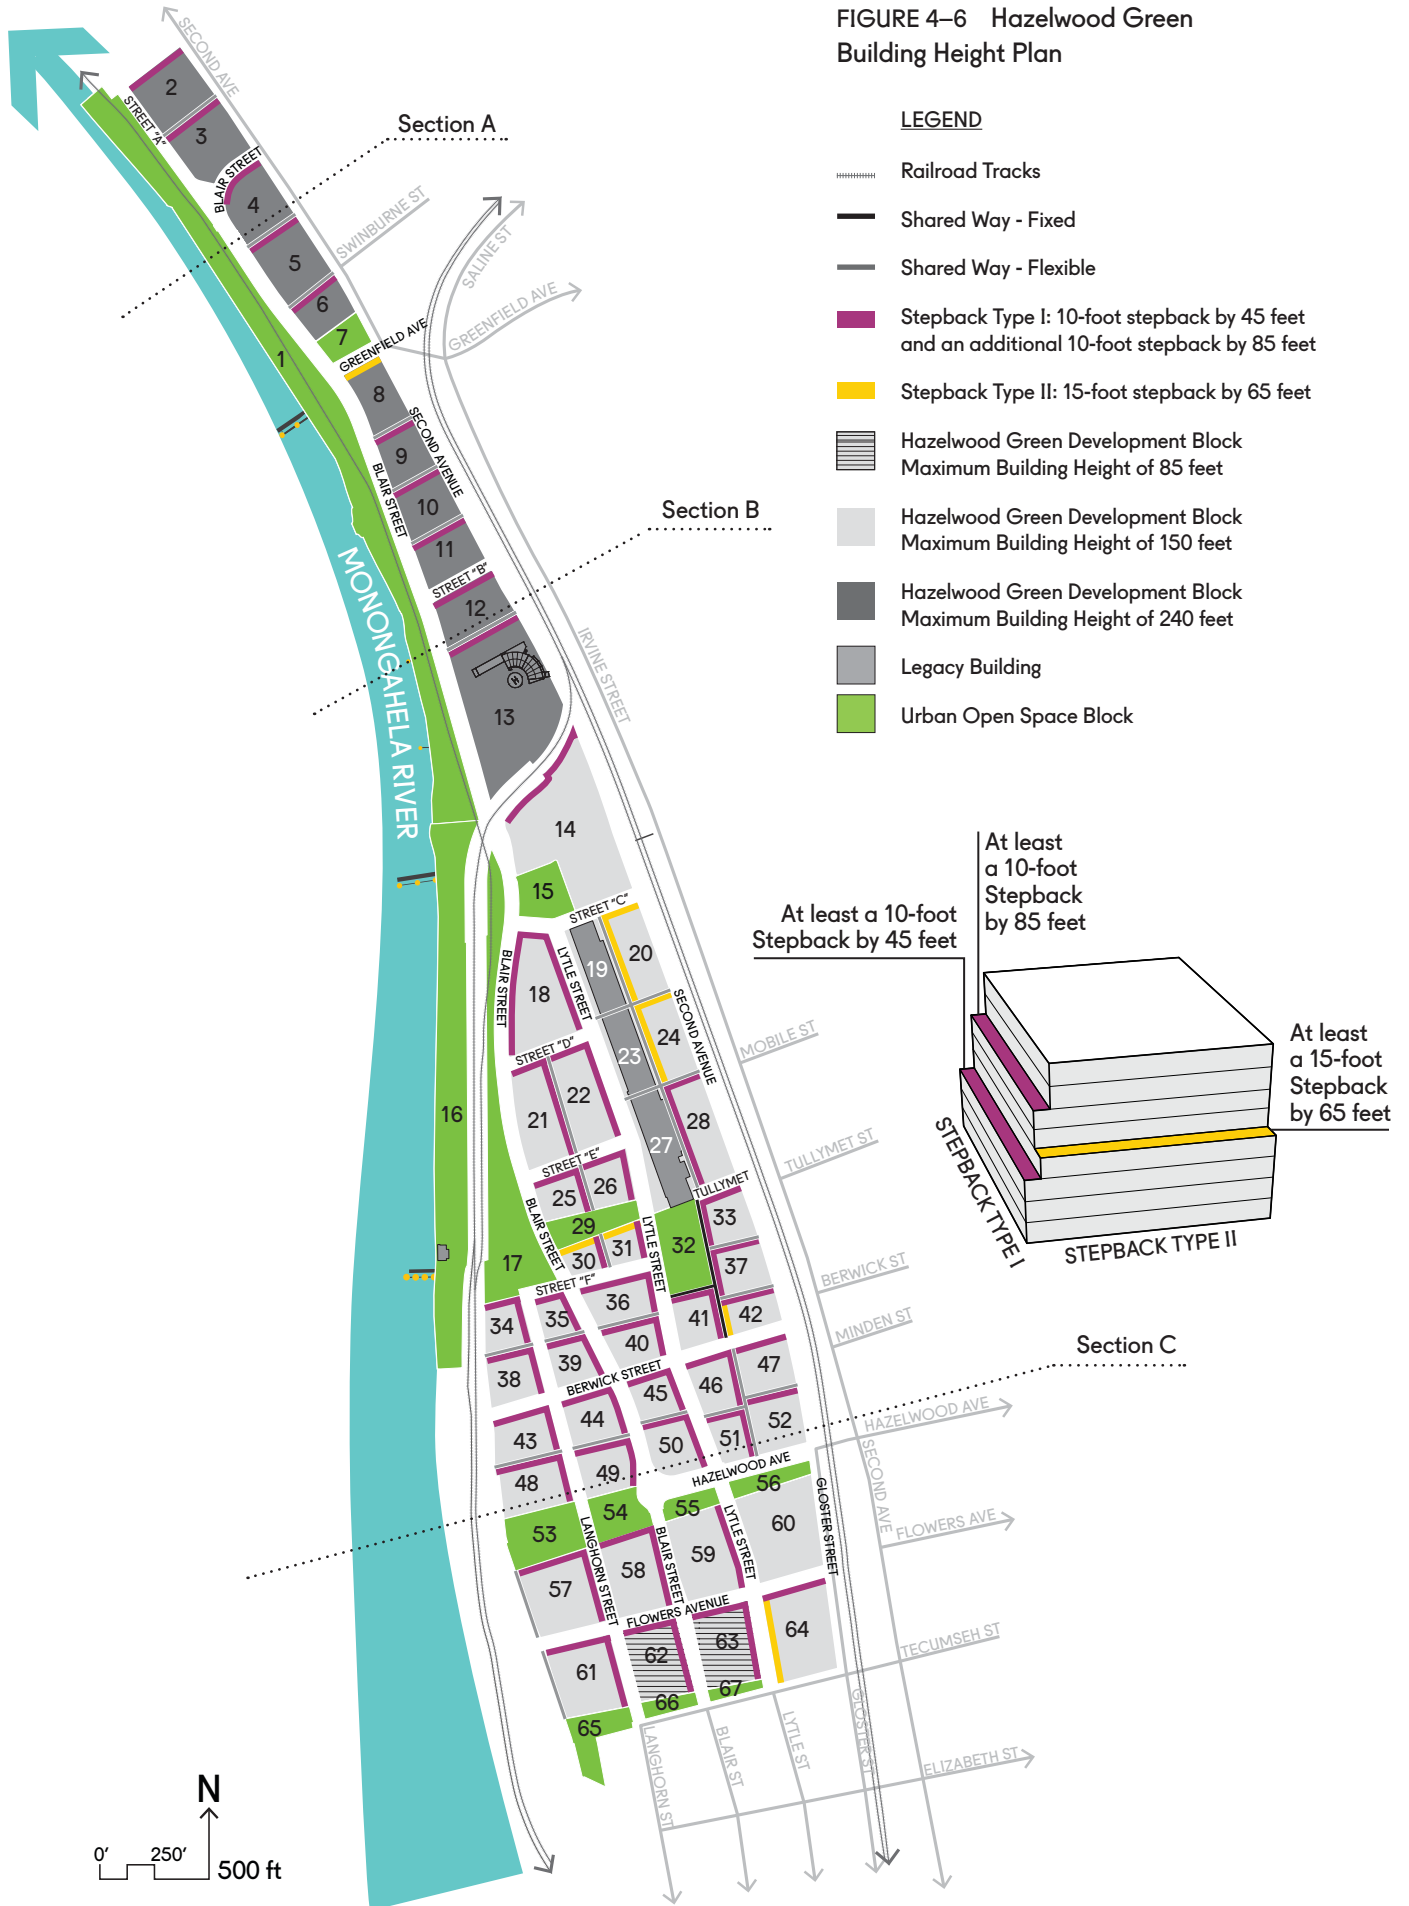 FIGURE 4–6 Hazelwood Green
Building Height Plan
LEGEND
Railroad Tracks
Shared Way - Fixed
Shared Way - Flexible
Stepback Type I: 10-foot stepback by 45 feet
and an additional 10-foot stepback by 85 feet
Stepback Type II: 15-foot stepback by 65 feet
Hazelwood Green Development Block
Maximum Building Height of 85 feet
Hazelwood Green Development Block
Maximum Building Height of 150 feet
Hazelwood Green Development Block
Maximum Building Height of 240 feet
Legacy Building
Urban Open Space Block
SECOND AVE
2
STREET "A"
3
Section A
BLAIR STREET
4
SWINBURNE ST
5
SALINE ST
6
7
GREENFIELD AVE
GREENFIELD AVE
1
8
SECOND AVENUE
9
BLAIR STREET
10
Section B
11
STREET "B"
12
MONONGAHELA RIVER
IRVINE STREET
13
14
15
STREET "C"
BLAIR STREET
LYTLE STREET
19
20
18
SECOND AVENUE
24
MOBILE ST
STREET "D"
23
22
21
16
28
27
TULLYMET ST
STREET "E"
26
25
TULLYMET
BLAIR STREET
29
LYTLE STREET
33
32
31
30
17
37
BERWICK ST
STREET "F"
36
34
35
41
42
MINDEN ST
40
39
38
BERWICK STREET
47
46
45
Section C
44
43
52
51
50
HAZELWOOD AVE
49
48
HAZELWOOD AVE
SECOND AVE
56
55
54
53
GLOSTER STREET
FLOWERS AVE
LANGHORN STREET
BLAIR STREET
LYTLE STREET
60
59
58
57
FLOWERS AVENUE
64
63
62
61
TECUMSEH ST
67
66
65
LANGHORN ST
BLAIR ST
LYTLE ST
GLOSTER ST
ELIZABETH ST
At least
a 10-foot
Stepback
by 85 feet
At least a 10-foot
Stepback by 45 feet
At least
a 15-foot
Stepback
by 65 feet
STEPBACK TYPE I
STEPBACK TYPE II
N
0' 250'
500 ft